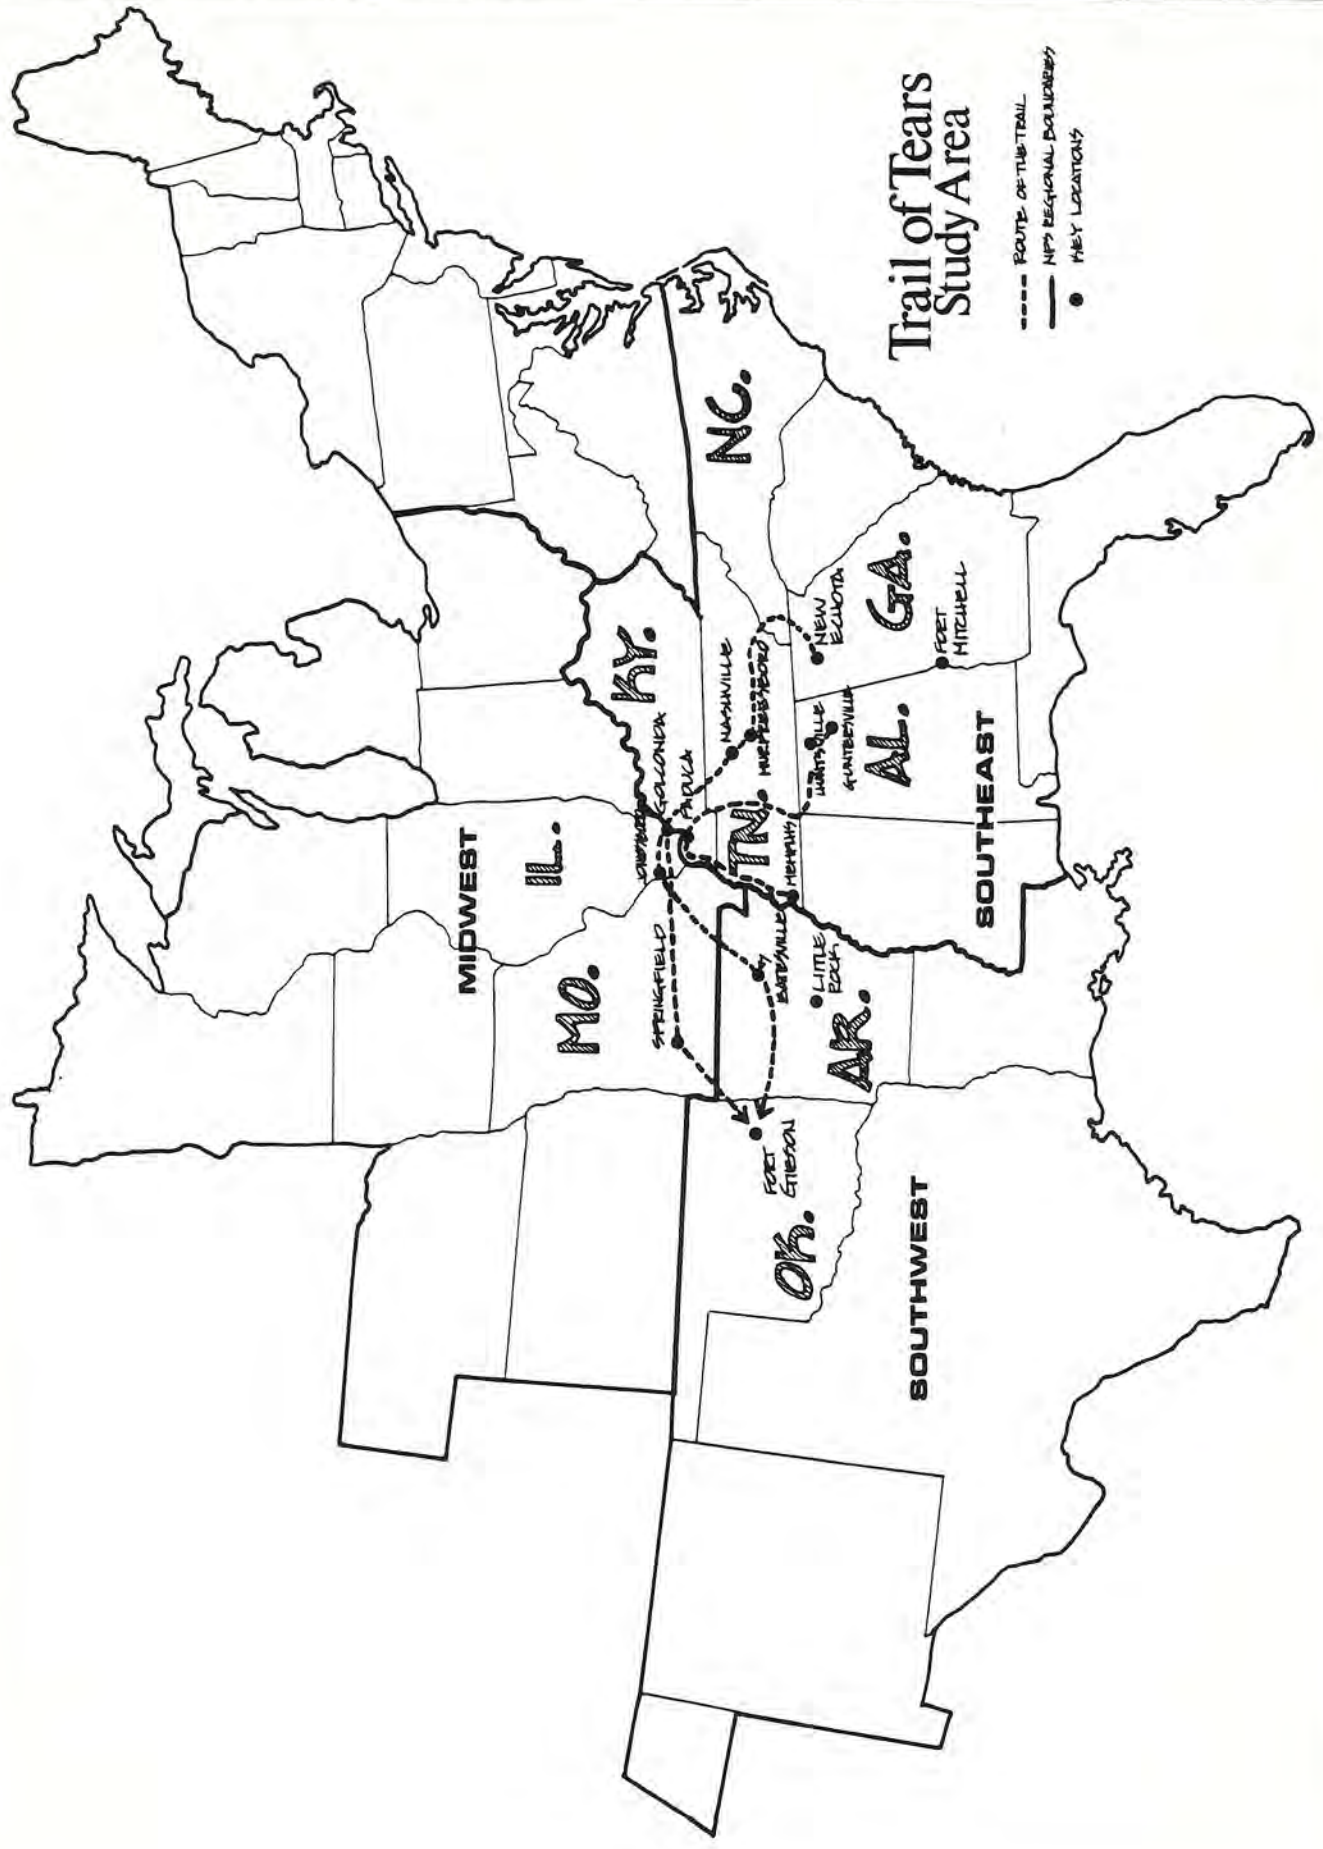 Trail of Tears
Study Area
ROUTE OF THE TRAIL
NPS REGIONAL BOUNDARIES
KEY LOCATIONS
MIDWEST
IL.
MO.
KY.
NC.
SPRINGFIELD
GOLCONDA
PADUCA
NASHVILLE
MURFREESBORO
TN
MEMPHIS
BATESVILLE
LITTLE
ROCK
AR.
FORT
GIBSON
OK.
NEW
ECHOTA
GA.
FORT
MITCHELL
HUNTSVILLE
GUNTERSVILLE
AL.
SOUTHEAST
SOUTHWEST